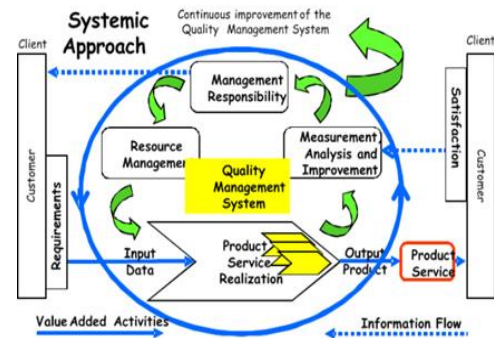 Systemic
Approach
Continuous improvement of the
Quality Management System
Client
Client
Management
Responsibility
Resource
Management
Measurement,
Analysis and
Improvement
Quality
Management
System
Customer
Requirements
Satisfaction
Customer
Input
Data
Product
Service
Realization
Output
Product
Product
Service
Value Added Activities
Information Flow